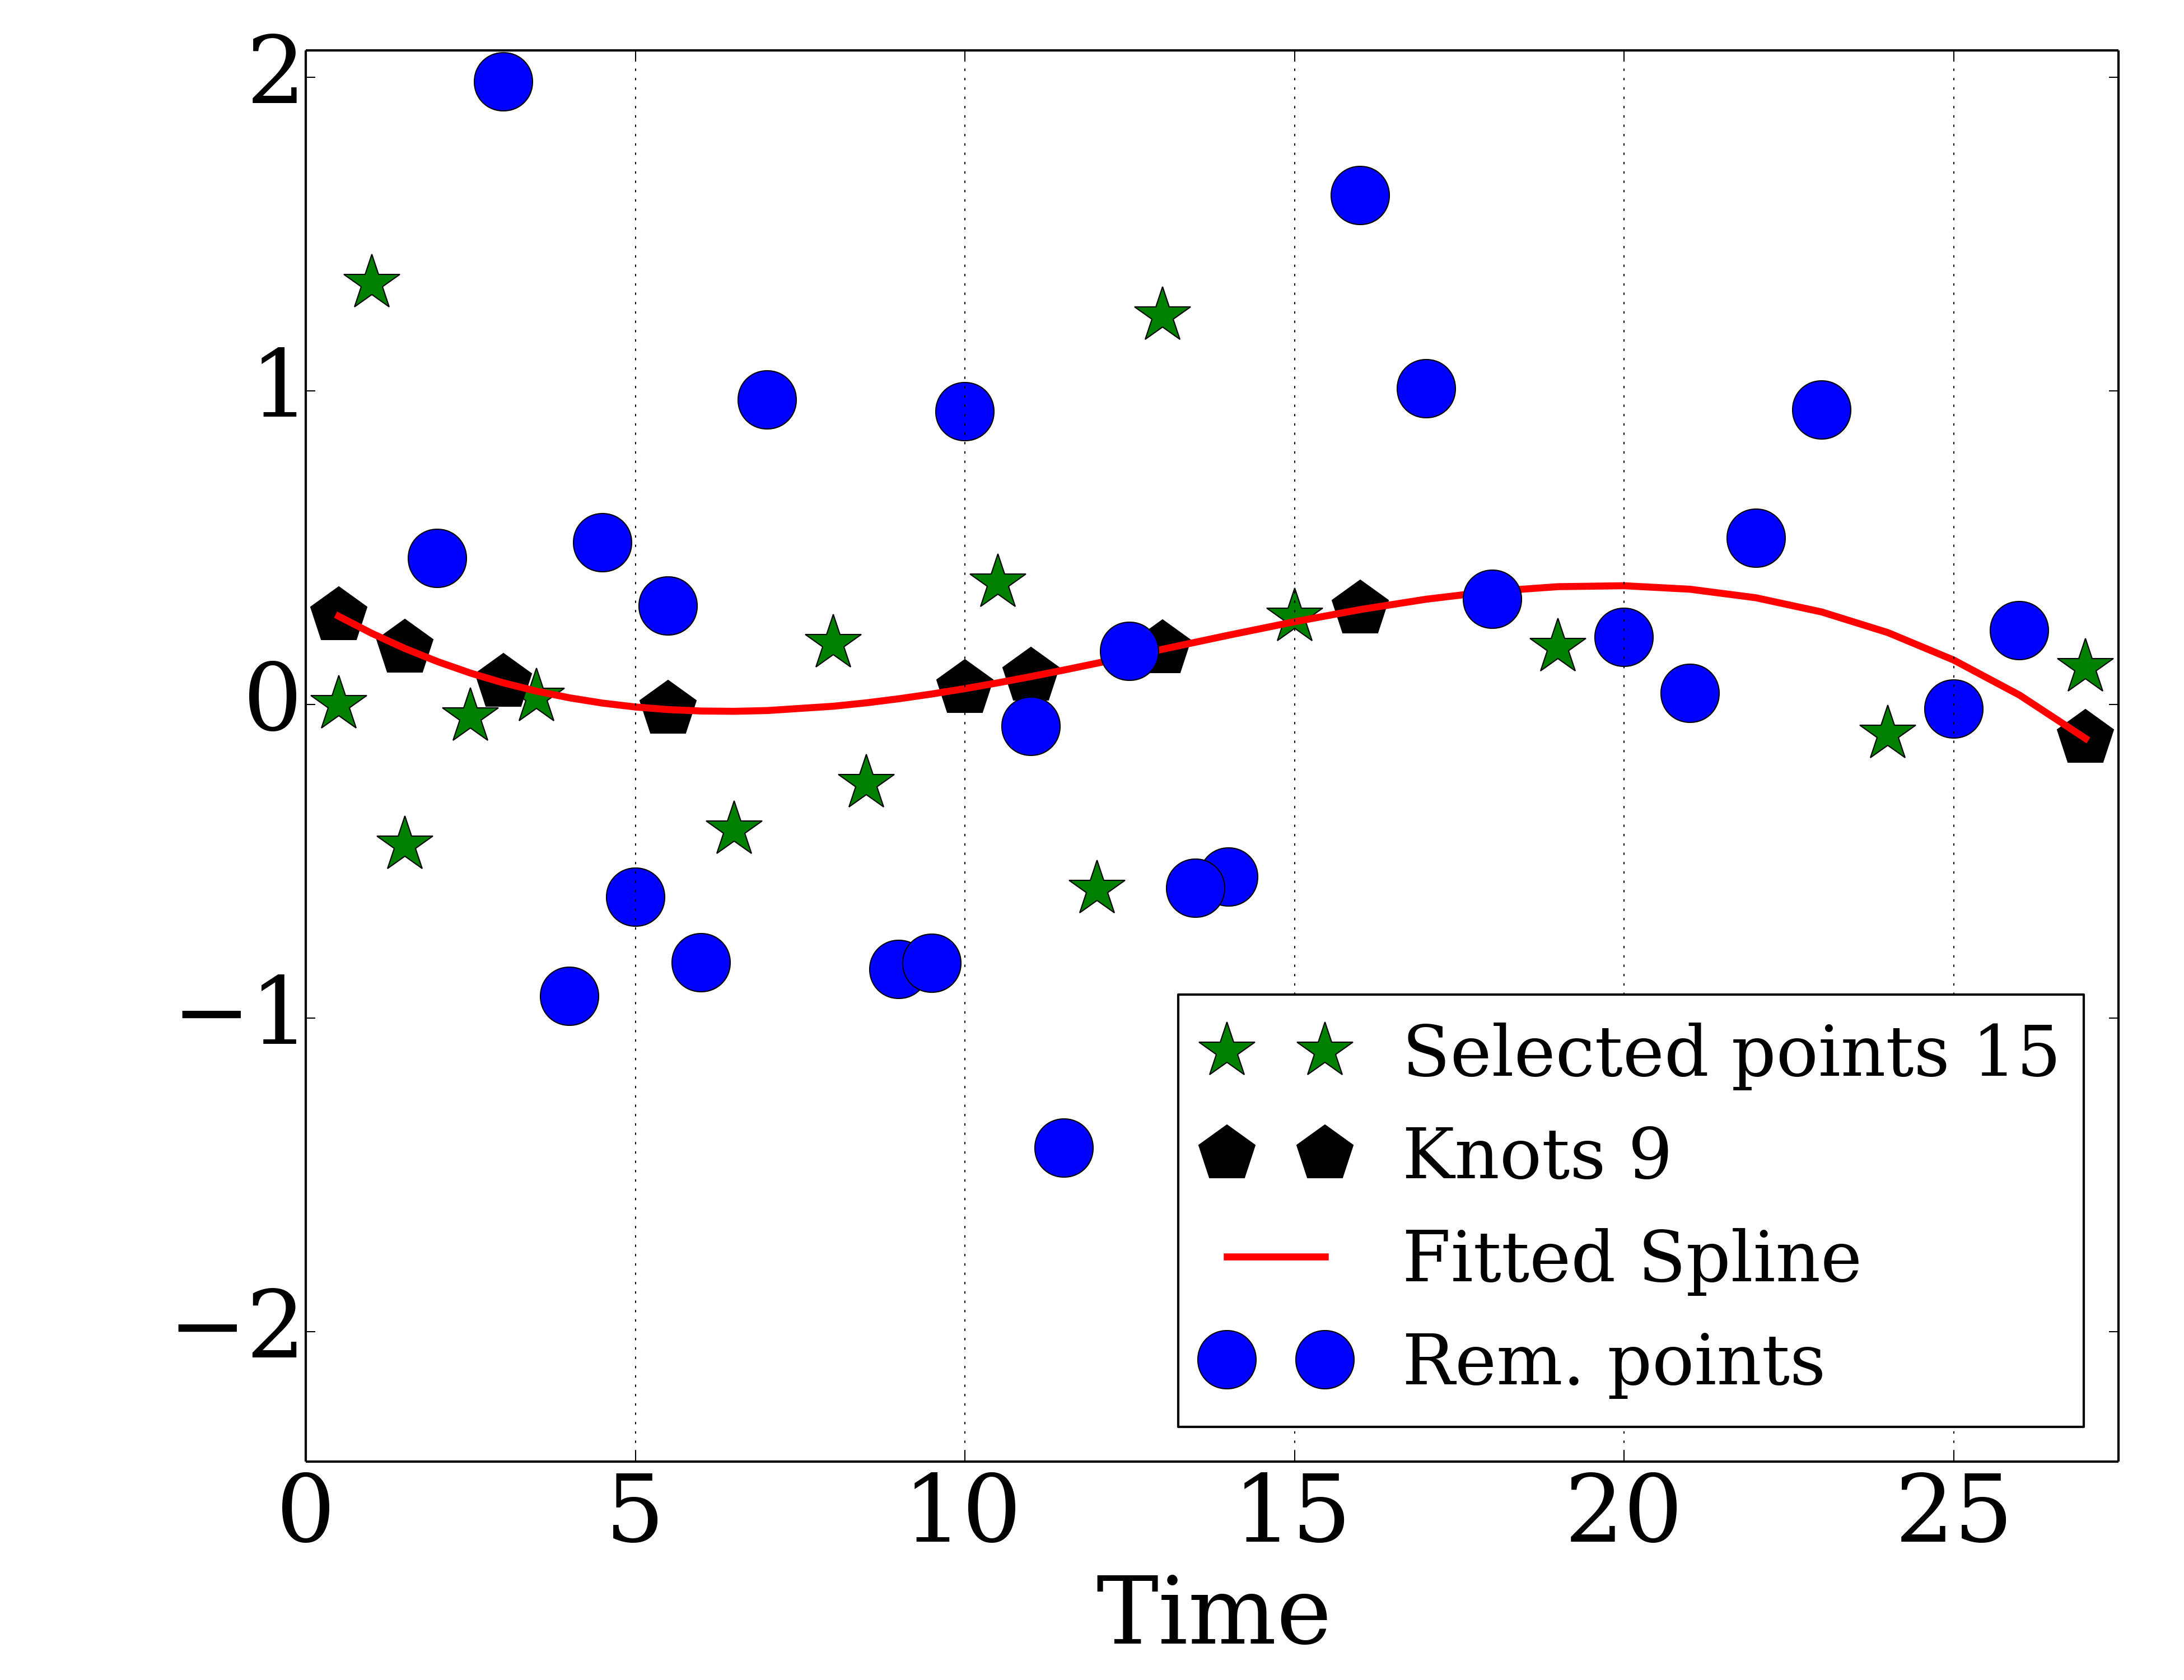 2
1
0
−1
−2
Selected points 15
Knots 9
Fitted Spline
Rem. points
0 5 10 15 20 25
Time